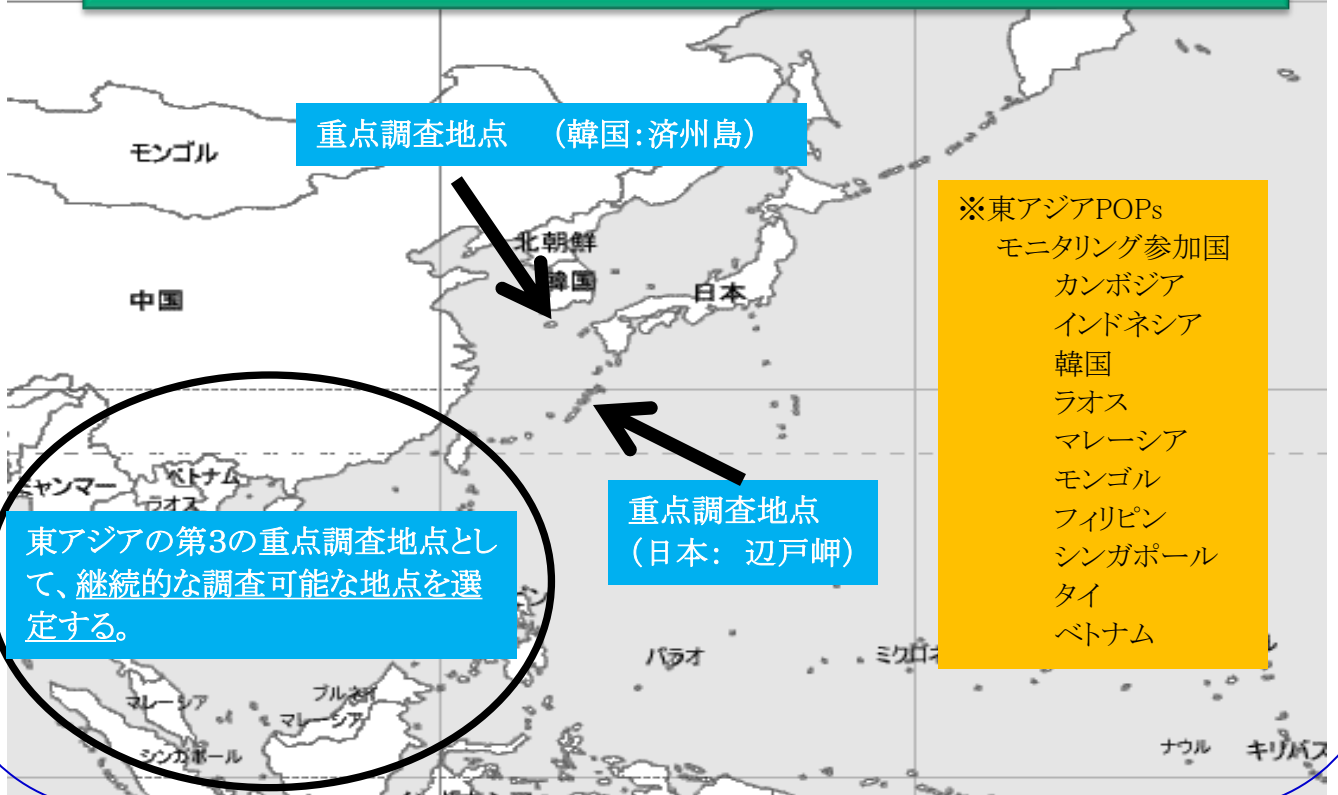 重点調査地点　（韓国：済州島）
モンゴル
北朝鮮
韓国
日本
中国
※東アジアPOPs
モニタリング参加国
カンボジア
インドネシア
韓国
ラオス
マレーシア
モンゴル
フィリピン
シンガポール
タイ
ベトナム
ミャンマー
ベトナム
ラオス
重点調査地点
（日本：　辺戸岬）
東アジアの第3の重点調査地点とし
て、継続的な調査可能な地点を選
定する。
パラオ
マレーシア
ブルネイ
マレーシア
シンガポール
ナウル
キリバス